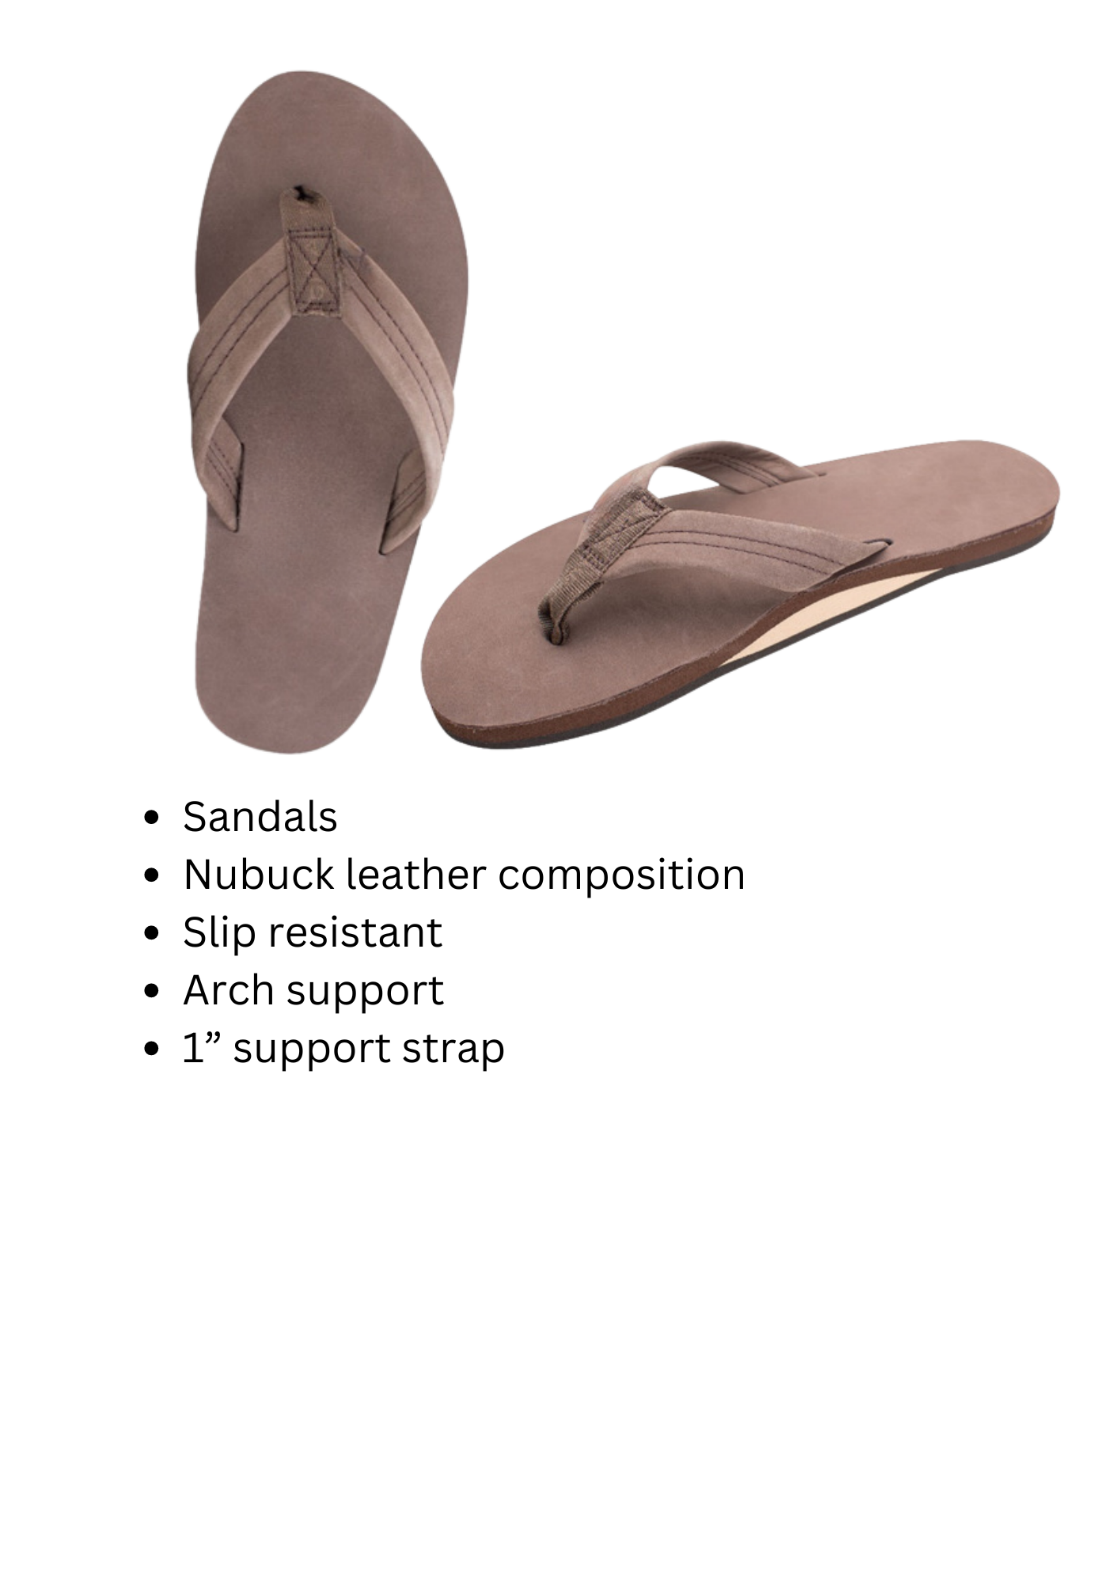 • Sandals
• Nubuck leather composition
• Slip resistant
• Arch support
• 1” support strap